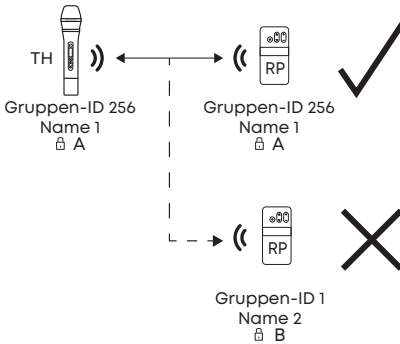 TH
RP
Gruppen-ID 256
Name 1
A
Gruppen-ID 256
Name 1
A
RP
Gruppen-ID 1
Name 2
B